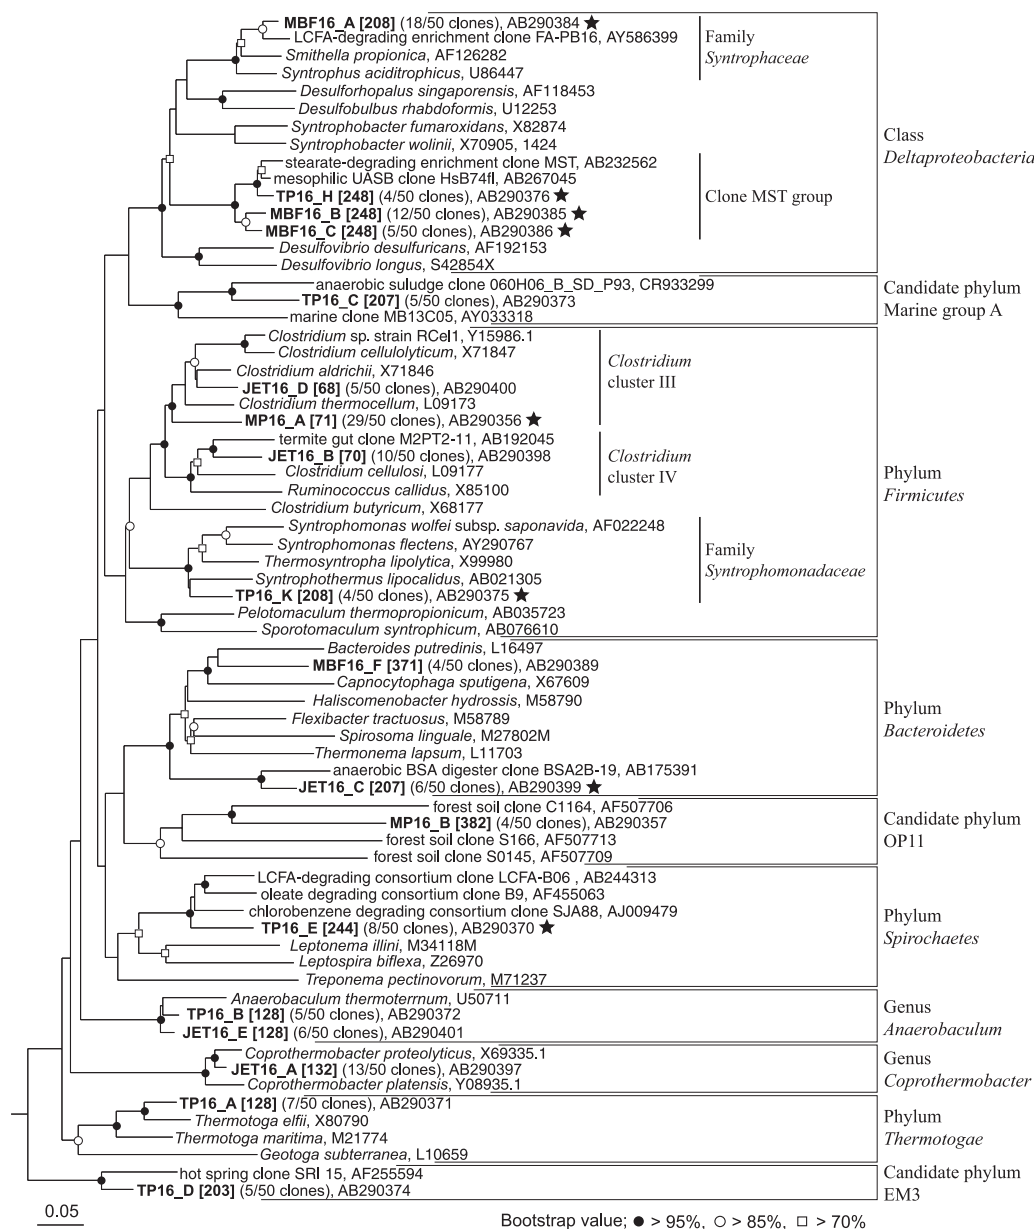 MBF16_A [208] (18/50 clones), AB290384 ★
LCFA-degrading enrichment clone FA-PB16, AY586399
Smithella propionica, AF126282
Syntrophus aciditrophicus, U86447
Family
Syntrophaceae
Desulforhopalus singaporensis, AF118453
Desulfobulbus rhabdoformis, U12253
Syntrophobacter fumaroxidans, X82874
Syntrophobacter wolinii, X70905, 1424
stearate-degrading enrichment clone MST, AB232562
mesophilic UASB clone HsB74fl, AB267045
TP16_H [248] (4/50 clones), AB290376 ★
MBF16_B [248] (12/50 clones), AB290385 ★
MBF16_C [248] (5/50 clones), AB290386 ★
Clone MST group
Desulfovibrio desulfuricans, AF192153
Desulfovibrio longus, S42854X
Class
Deltaproteobacteria
anaerobic suludge clone 060H06_B_SD_P93, CR933299
TP16_C [207] (5/50 clones), AB290373
marine clone MB13C05, AY033318
Candidate phylum
Marine group A
Clostridium sp. strain RCel1, Y15986.1
Clostridium cellulolyticum, X71847
Clostridium aldrichii, X71846
JET16_D [68] (5/50 clones), AB290400
Clostridium thermocellum, L09173
MP16_A [71] (29/50 clones), AB290356 ★
Clostridium
cluster III
termite gut clone M2PT2-11, AB192045
JET16_B [70] (10/50 clones), AB290398
Clostridium cellulosi, L09177
Ruminococcus callidus, X85100
Clostridium
cluster IV
Clostridium butyricum, X68177
Syntrophomonas wolfei subsp. saponavida, AF022248
Syntrophomonas flectens, AY290767
Thermosyntropha lipolytica, X99980
Syntrophothermus lipocalidus, AB021305
TP16_K [208] (4/50 clones), AB290375 ★
Family
Syntrophomonadaceae
Pelotomaculum thermopropionicum, AB035723
Sporotomaculum syntrophicum, AB076610
Phylum
Firmicutes
Bacteroides putredinis, L16497
MBF16_F [371] (4/50 clones), AB290389
Capnocytophaga sputigena, X67609
Haliscomenobacter hydrossis, M58790
Flexibacter tractuosus, M58789
Spirosoma linguale, M27802M
Thermonema lapsum, L11703
anaerobic BSA digester clone BSA2B-19, AB175391
JET16_C [207] (6/50 clones), AB290399 ★
Phylum
Bacteroidetes
forest soil clone C1164, AF507706
MP16_B [382] (4/50 clones), AB290357
forest soil clone S166, AF507713
forest soil clone S0145, AF507709
Candidate phylum
OP11
LCFA-degrading consortium clone LCFA-B06 , AB244313
oleate degrading consortium clone B9, AF455063
chlorobenzene degrading consortium clone SJA88, AJ009479
TP16_E [244] (8/50 clones), AB290370 ★
Leptonema illini, M34118M
Leptospira biflexa, Z26970
Treponema pectinovorum, M71237
Phylum
Spirochaetes
Anaerobaculum thermoterrnum, U50711
TP16_B [128] (5/50 clones), AB290372
JET16_E [128] (6/50 clones), AB290401
Genus
Anaerobaculum
Coprothermobacter proteolyticus, X69335.1
JET16_A [132] (13/50 clones), AB290397
Coprothermobacter platensis, Y08935.1
Genus
Coprothermobacter
TP16_A [128] (7/50 clones), AB290371
Thermotoga elfii, X80790
Thermotoga maritima, M21774
Geotoga subterranea, L10659
Phylum
Thermotogae
hot spring clone SRI 15, AF255594
TP16_D [203] (5/50 clones), AB290374
Candidate phylum
EM3
0.05
Bootstrap value; ● > 95%, ○ > 85%, □ > 70%